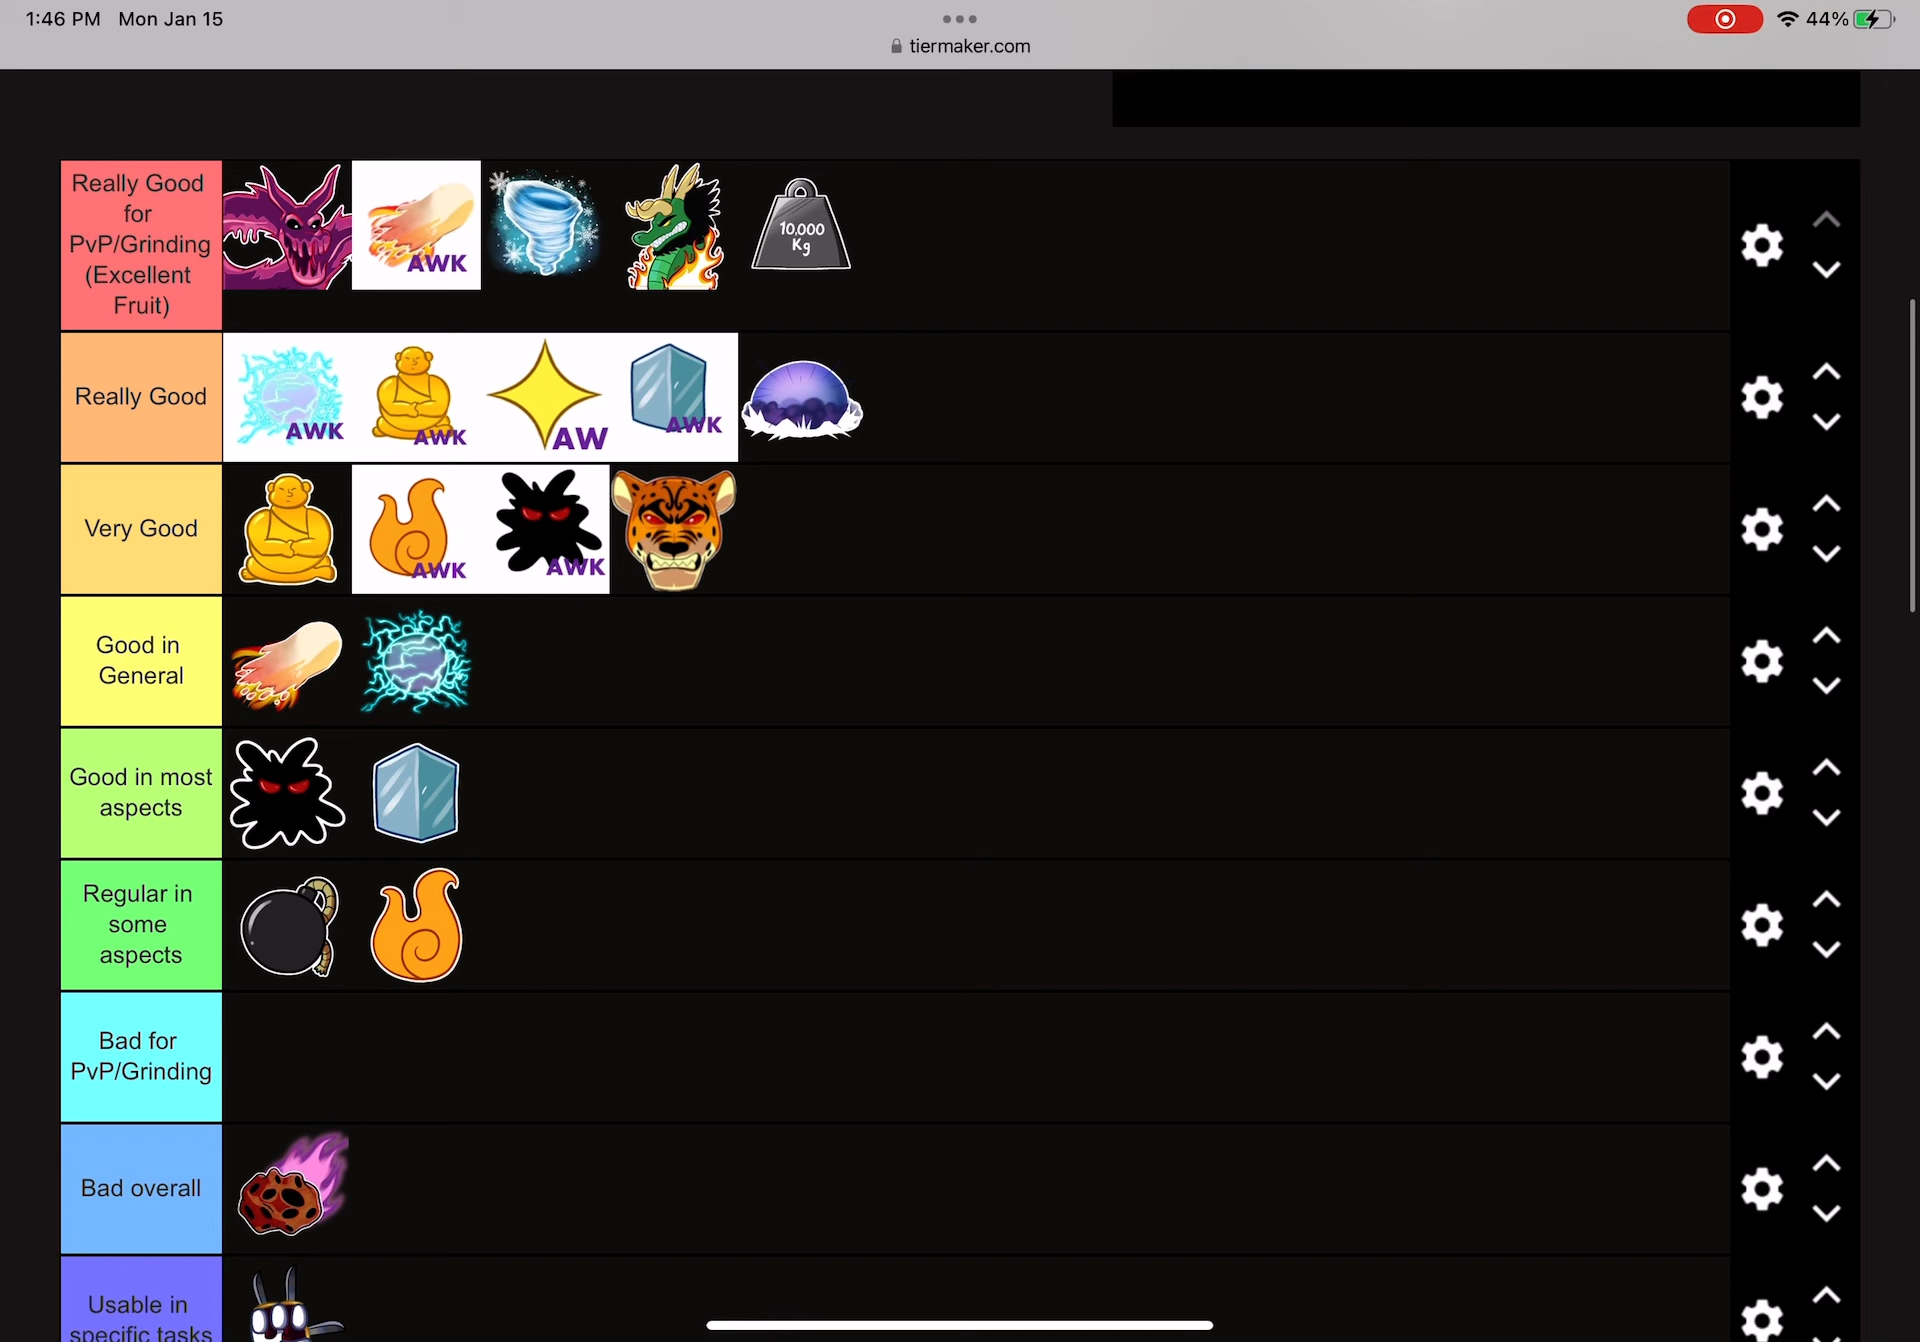 1:46 PM Mon Jan 15
44%
tiermaker.com
Really Good
for
PvP/Grinding
(Excellent
Fruit)
AWK
10,000
Kg
Really Good
AWK
AWK
AW
AWK
Very Good
AWK
AWK
Good in
General
Good in most
aspects
Regular in
some
aspects
Bad for
PvP/Grinding
Bad overall
Usable in
specific tasks